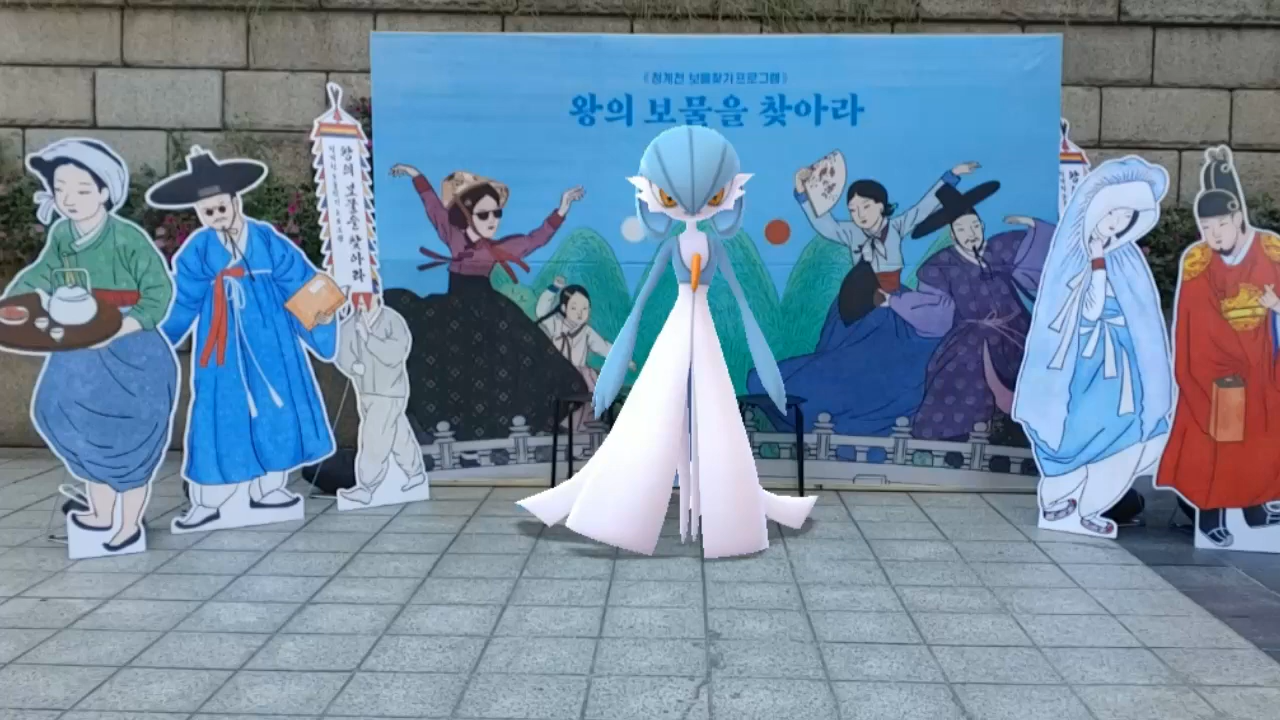 《청계천 보물찾기 프로그램》
왕의 보물을 찾아라
왕의 보물을 찾아라
왕